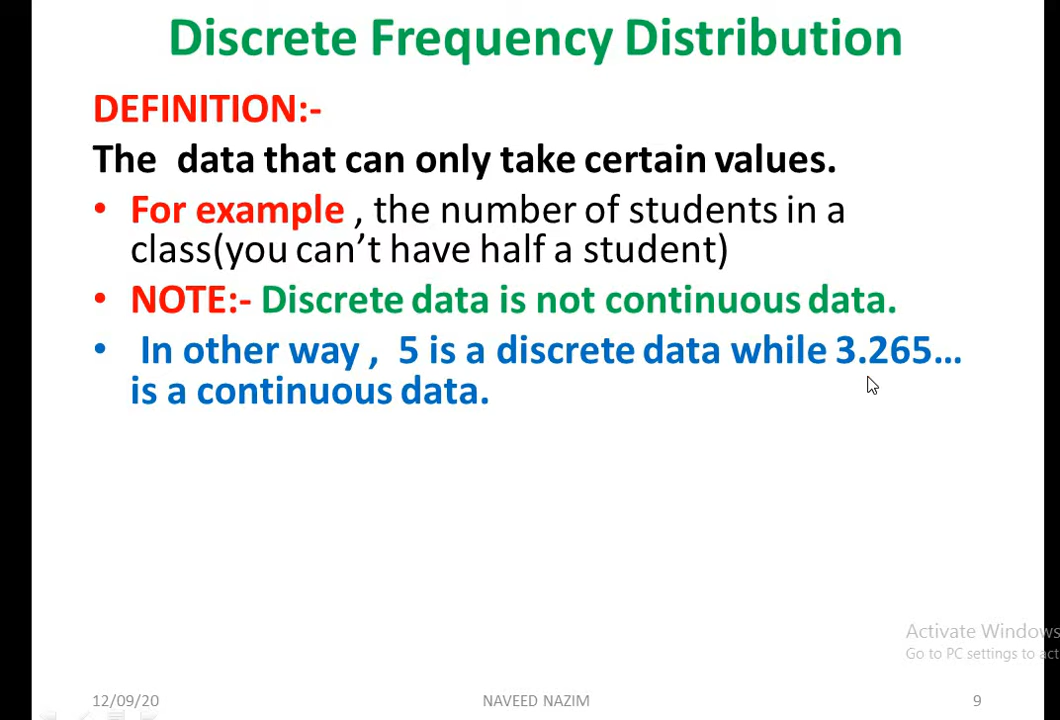 Discrete Frequency Distribution
DEFINITION:-
The data that can only take certain values.
• For example , the number of students in a
class(you can't have half a student)
• NOTE:- Discrete data is not continuous data.
• In other way , 5 is a discrete data while 3.265...
is a continuous data.
Activate Windows
Go to PC settings to act
12/09/20 NAVEED NAZIM 9